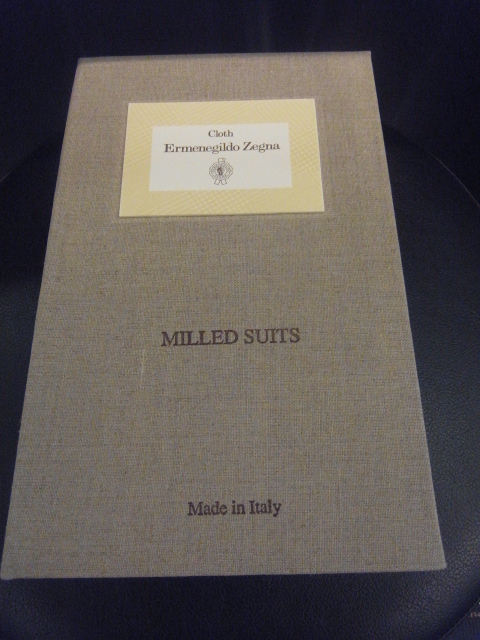 Cloth
Ermenegildo Zegna
MILLED SUITS
Made in Italy